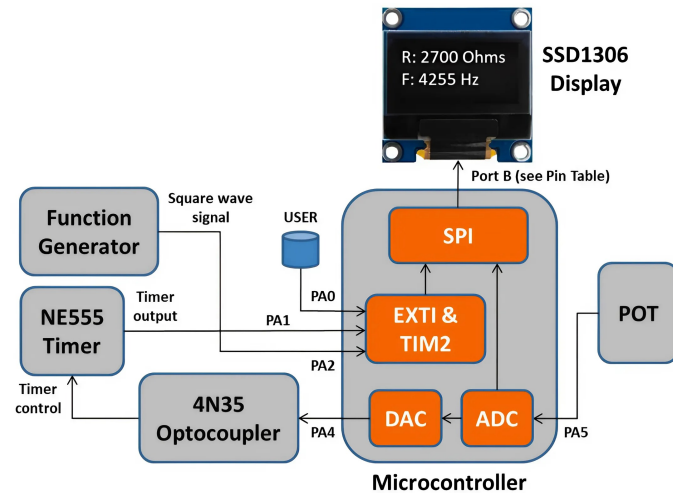 R: 2700 Ohms
F: 4255 Hz
SSD1306
Display
Port B (see Pin Table)
Function
Generator
Square wave
signal
USER
SPI
PA0
NE555
Timer
Timer
output
PA1
EXTI &
TIM2
POT
PA2
Timer
control
4N35
Optocoupler
PA4
DAC
ADC
PA5
Microcontroller